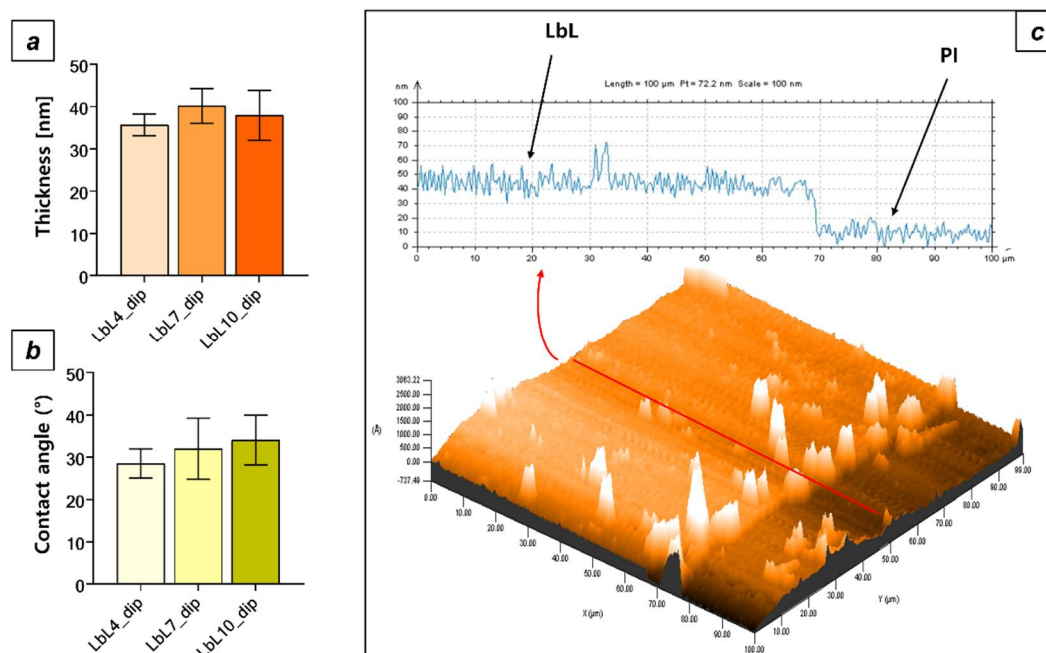 a
50
40
30
20
10
0
Thickness [nm]
LbL4_dip
LbL7_dip
LbL10_dip
b
50
40
30
20
10
0
Contact angle (°)
LbL4_dip
LbL7_dip
LbL10_dip
c
LbL
PI
Length = 100 µm Pt = 72.2 nm Scale = 100 nm
nm
100
90
80
70
60
50
40
30
20
10
0
0 10 20 30 40 50 60 70 80 90 100 µm
3063.22
2500.00
2000.00
1500.00
1000.00
500.00
0.00
-737.40
(Å)
0.00
10.00
20.00
30.00
40.00
50.00
60.00
70.00
80.00
90.00
100.00
X (µm)
10.00
20.00
30.00
40.00
50.00
60.00
70.00
80.00
90.00
99.00
Y (µm)